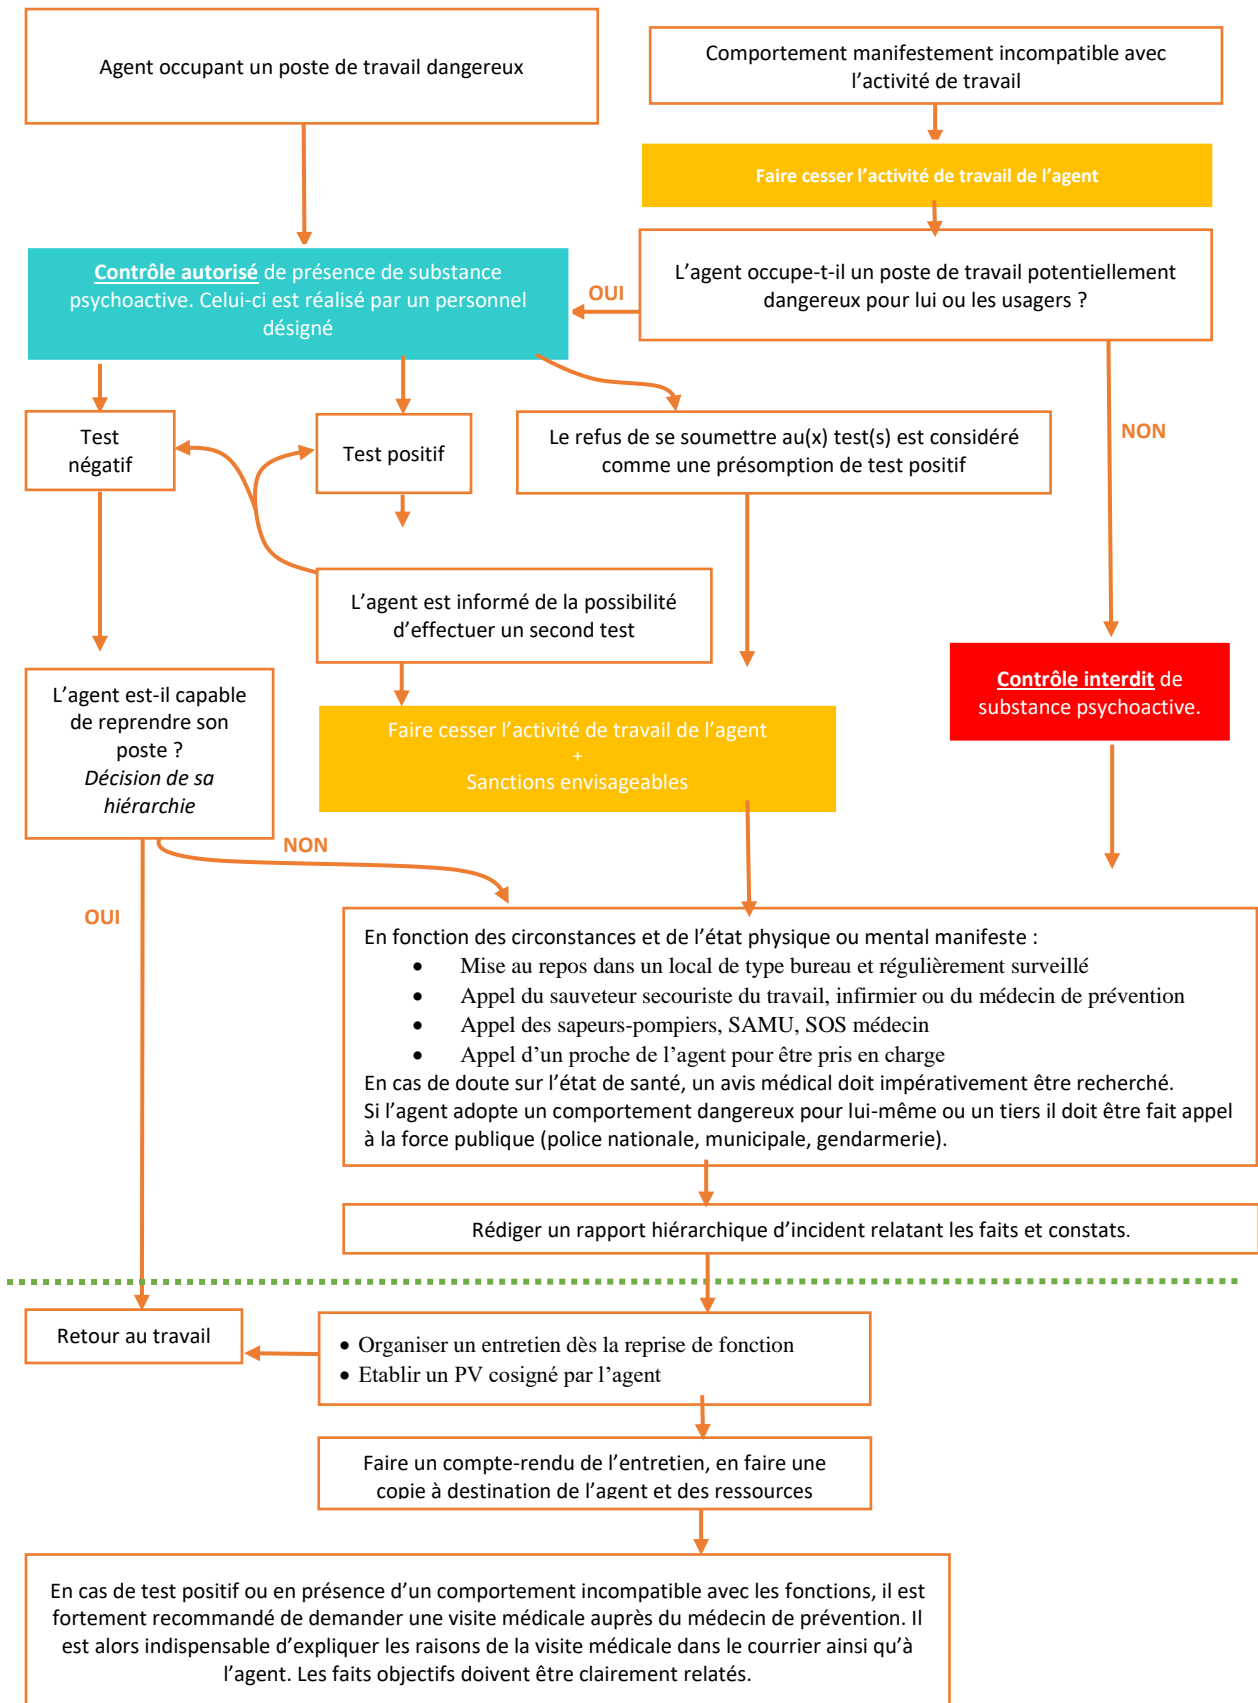 Agent occupant un poste de travail dangereux
Comportement manifestement incompatible avec
l'activité de travail
Faire cesser l'activité de travail de l'agent
Contrôle autorisé de présence de substance
psychoactive. Celui-ci est réalisé par un personnel
désigné
OUI
L'agent occupe-t-il un poste de travail potentiellement
dangereux pour lui ou les usagers ?
Test
négatif
Test positif
Le refus de se soumettre au(x) test(s) est considéré
comme une présomption de test positif
NON
L'agent est informé de la possibilité
d'effectuer un second test
L'agent est-il capable
de reprendre son
poste ?
Décision de sa
hiérarchie
Faire cesser l'activité de travail de l'agent
+
Sanctions envisageables
Contrôle interdit de
substance psychoactive.
NON
OUI
En fonction des circonstances et de l'état physique ou mental manifeste :
• Mise au repos dans un local de type bureau et régulièrement surveillé
• Appel du sauveteur secouriste du travail, infirmier ou du médecin de prévention
• Appel des sapeurs-pompiers, SAMU, SOS médecin
• Appel d'un proche de l'agent pour être pris en charge
En cas de doute sur l'état de santé, un avis médical doit impérativement être recherché.
Si l'agent adopte un comportement dangereux pour lui-même ou un tiers il doit être fait appel
à la force publique (police nationale, municipale, gendarmerie).
Rédiger un rapport hiérarchique d'incident relatant les faits et constats.
Retour au travail
• Organiser un entretien dès la reprise de fonction
• Etablir un PV cosigné par l'agent
Faire un compte-rendu de l'entretien, en faire une
copie à destination de l'agent et des ressources
En cas de test positif ou en présence d'un comportement incompatible avec les fonctions, il est
fortement recommandé de demander une visite médicale auprès du médecin de prévention. Il
est alors indispensable d'expliquer les raisons de la visite médicale dans le courrier ainsi qu'à
l'agent. Les faits objectifs doivent être clairement relatés.